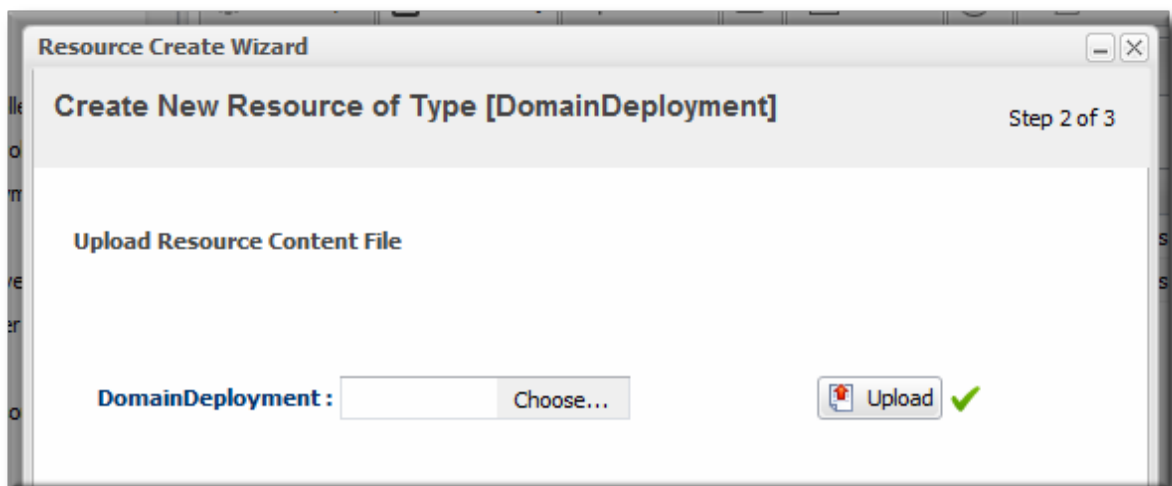 Resource Create Wizard
Create New Resource of Type [DomainDeployment]
Step 2 of 3
Upload Resource Content File
DomainDeployment :
Choose...
Upload